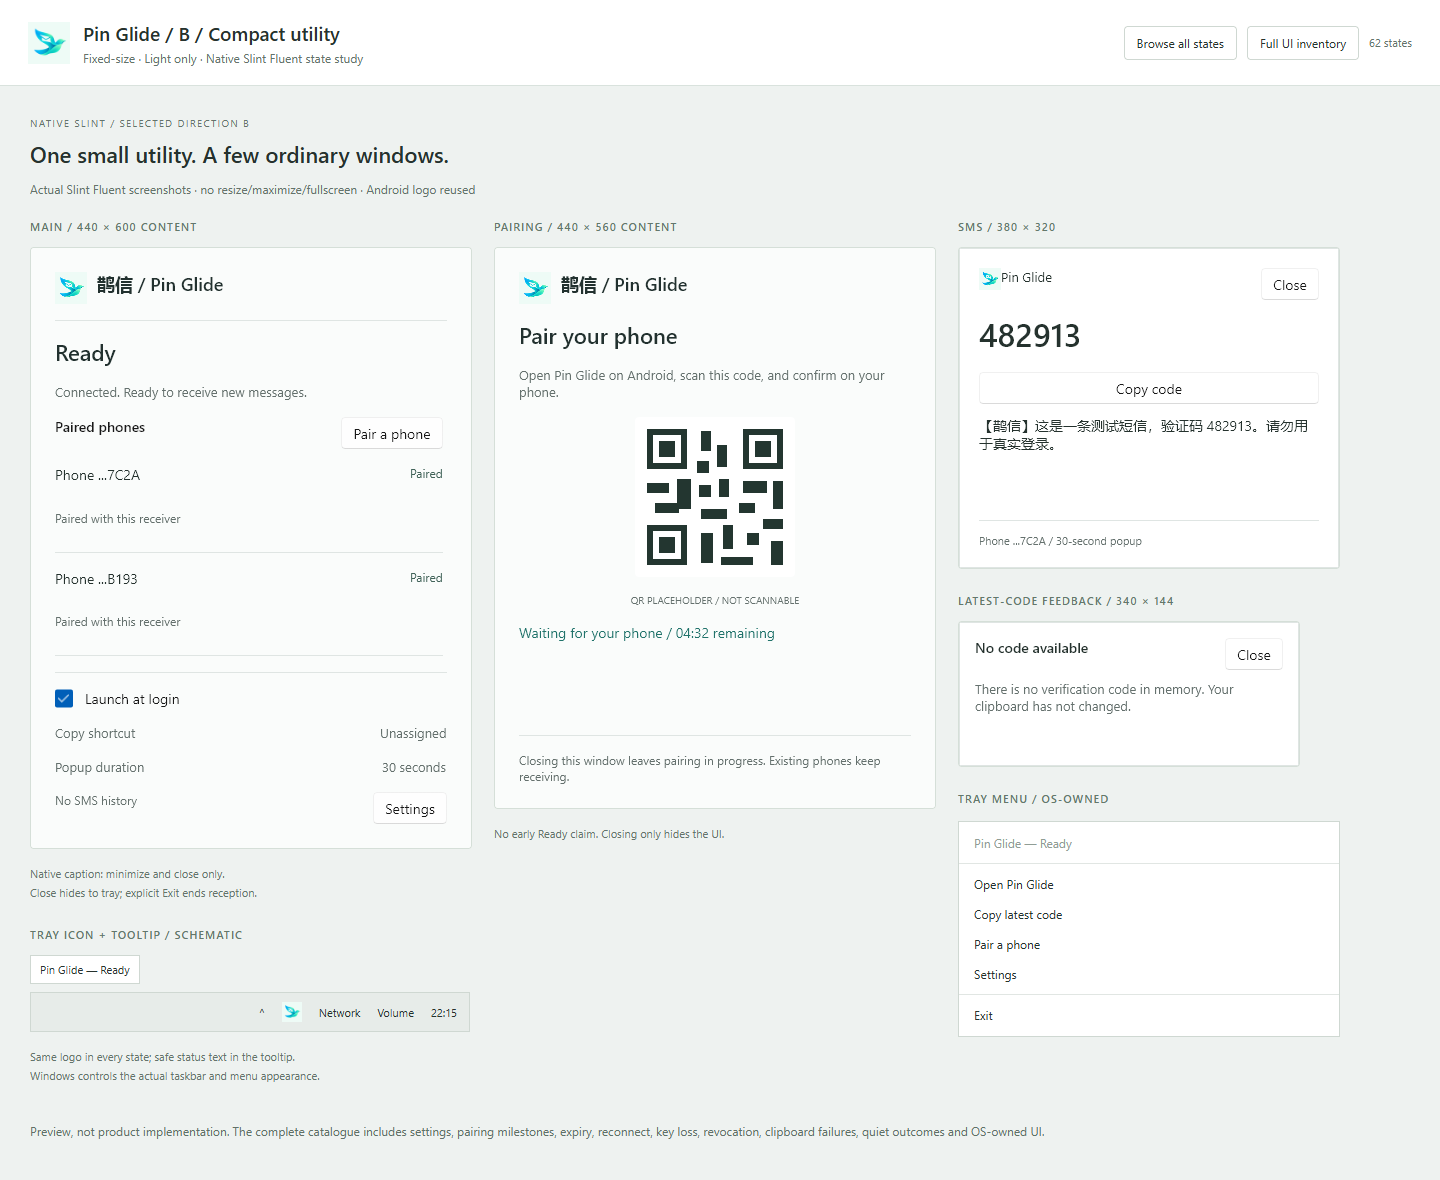 Pin Glide / B / Compact utility
Fixed-size · Light only · Native Slint Fluent state study
Browse all states
Full UI inventory
62 states
NATIVE SLINT / SELECTED DIRECTION B
One small utility. A few ordinary windows.
Actual Slint Fluent screenshots · no resize/maximize/fullscreen · Android logo reused
MAIN / 440 × 600 CONTENT
鹊信 / Pin Glide
Ready
Connected. Ready to receive new messages.
Paired phones
Pair a phone
Phone ...7C2A
Paired
Paired with this receiver
Phone ...B193
Paired
Paired with this receiver
Launch at login
Copy shortcut
Unassigned
Popup duration
30 seconds
No SMS history
Settings
Native caption: minimize and close only.
Close hides to tray; explicit Exit ends reception.
TRAY ICON + TOOLTIP / SCHEMATIC
Pin Glide — Ready
^
Network
Volume
22:15
Same logo in every state; safe status text in the tooltip.
Windows controls the actual taskbar and menu appearance.
PAIRING / 440 × 560 CONTENT
鹊信 / Pin Glide
Pair your phone
Open Pin Glide on Android, scan this code, and confirm on your
phone.
QR PLACEHOLDER / NOT SCANNABLE
Waiting for your phone / 04:32 remaining
Closing this window leaves pairing in progress. Existing phones keep
receiving.
No early Ready claim. Closing only hides the UI.
SMS / 380 × 320
Pin Glide
Close
482913
Copy code
【鹊信】这是一条测试短信，验证码 482913。请勿用
于真实登录。
Phone ...7C2A / 30-second popup
LATEST-CODE FEEDBACK / 340 × 144
No code available
Close
There is no verification code in memory. Your
clipboard has not changed.
TRAY MENU / OS-OWNED
Pin Glide — Ready
Open Pin Glide
Copy latest code
Pair a phone
Settings
Exit
Preview, not product implementation. The complete catalogue includes settings, pairing milestones, expiry, reconnect, key loss, revocation, clipboard failures, quiet outcomes and OS-owned UI.